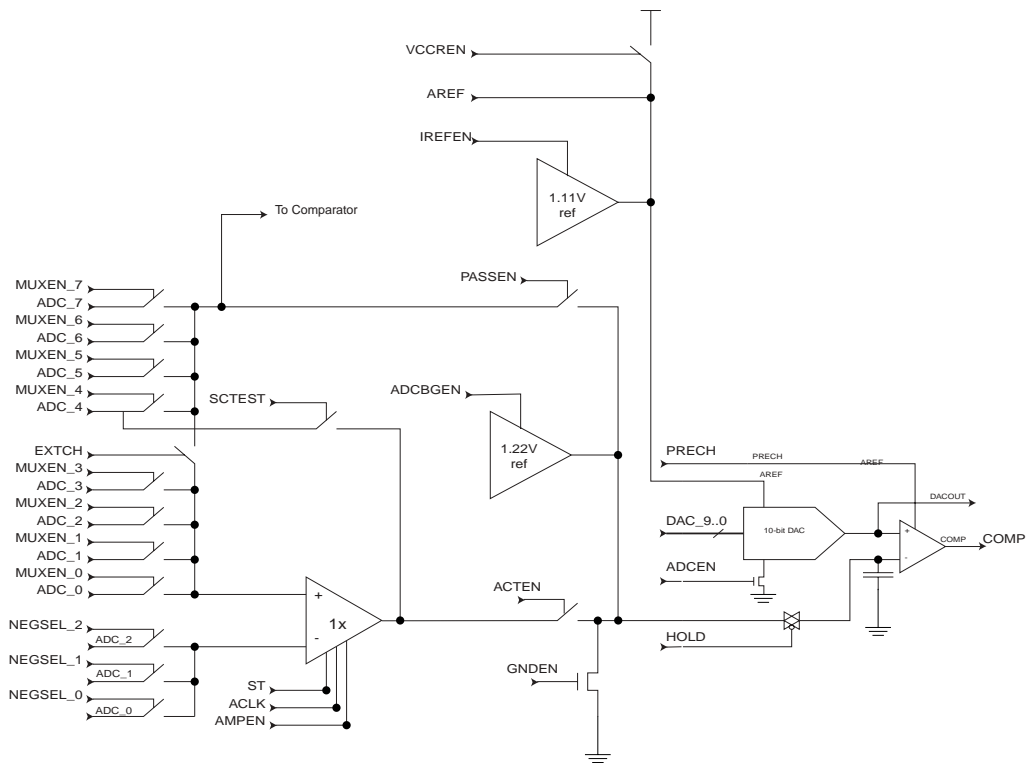 VCCREN
AREF
IREFEN
1.11V
ref
To Comparator
PASSEN
MUXEN_7
ADC_7
MUXEN_6
ADC_6
MUXEN_5
ADC_5
MUXEN_4
ADC_4
SCTEST
ADCBGEN
1.22V
ref
EXTCH
MUXEN_3
ADC_3
MUXEN_2
ADC_2
MUXEN_1
ADC_1
MUXEN_0
ADC_0
PRECH
PRECH
AREF
AREF
DACOUT
DAC_9..0
10-bit DAC
+
-
COMP
COMP
ADCEN
ACTEN
+
1x
-
NEGSEL_2
ADC_2
NEGSEL_1
ADC_1
NEGSEL_0
ADC_0
HOLD
GNDEN
ST
ACLK
AMPEN